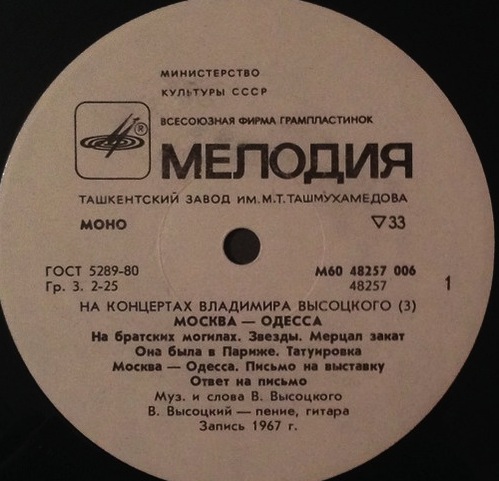 МИНИСТЕРСТВО
КУЛЬТУРЫ СССР
ВСЕСОЮЗНАЯ ФИРМА ГРАМПЛАСТИНОК
®
МЕЛОДИЯ
ТАШКЕНТСКИЙ ЗАВОД ИМ.М.Т.ТАШМУХАМЕДОВА
МОНО ▽33
ГОСТ 5289-80 М60 48257 006
Гр. 3. 2-25 48257 1
НА КОНЦЕРТАХ ВЛАДИМИРА ВЫСОЦКОГО (3)
МОСКВА — ОДЕССА
На братских могилах. Звезды. Мерцал закат
Она была в Париже. Татуировка
Москва — Одесса. Письмо на выставку
Ответ на письмо
Муз. и слова В. Высоцкого
В. Высоцкий — пение, гитара
Запись 1967 г.